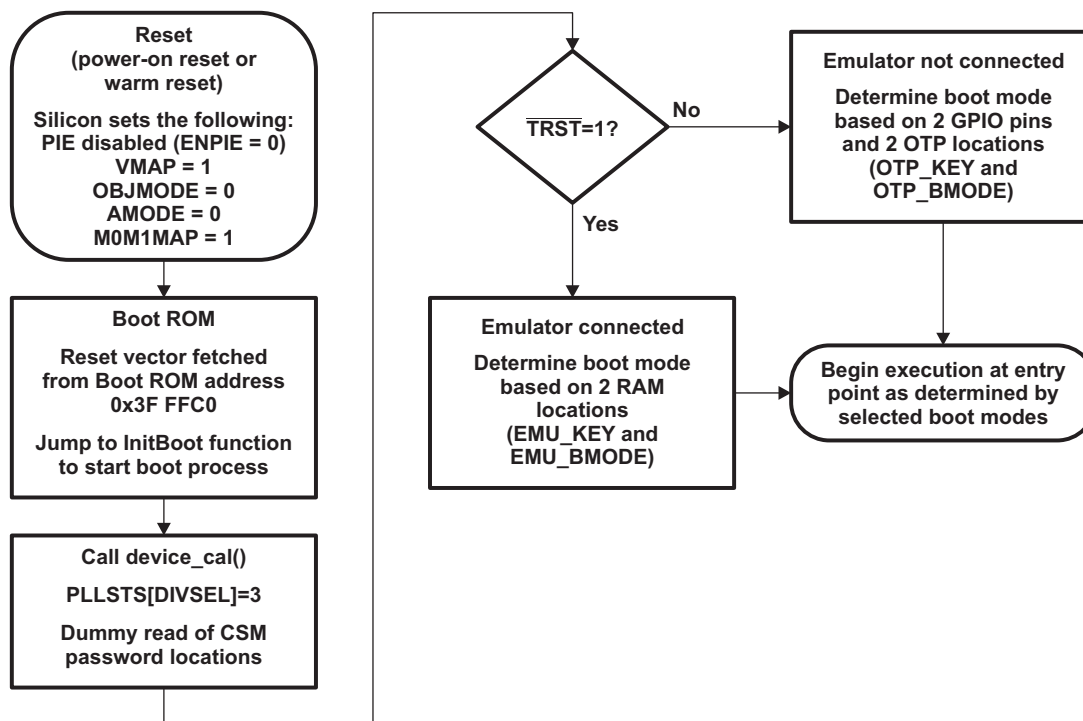 Reset
(power-on reset or
warm reset)
Silicon sets the following:
PIE disabled (ENPIE = 0)
VMAP = 1
OBJMODE = 0
AMODE = 0
M0M1MAP = 1
Boot ROM
Reset vector fetched
from Boot ROM address
0x3F FFC0
Jump to InitBoot function
to start boot process
Call device_cal()
PLLSTS[DIVSEL]=3
Dummy read of CSM
password locations
T̅R̅S̅T̅=1?
No
Yes
Emulator not connected
Determine boot mode
based on 2 GPIO pins
and 2 OTP locations
(OTP_KEY and
OTP_BMODE)
Emulator connected
Determine boot mode
based on 2 RAM
locations
(EMU_KEY and
EMU_BMODE)
Begin execution at entry
point as determined by
selected boot modes